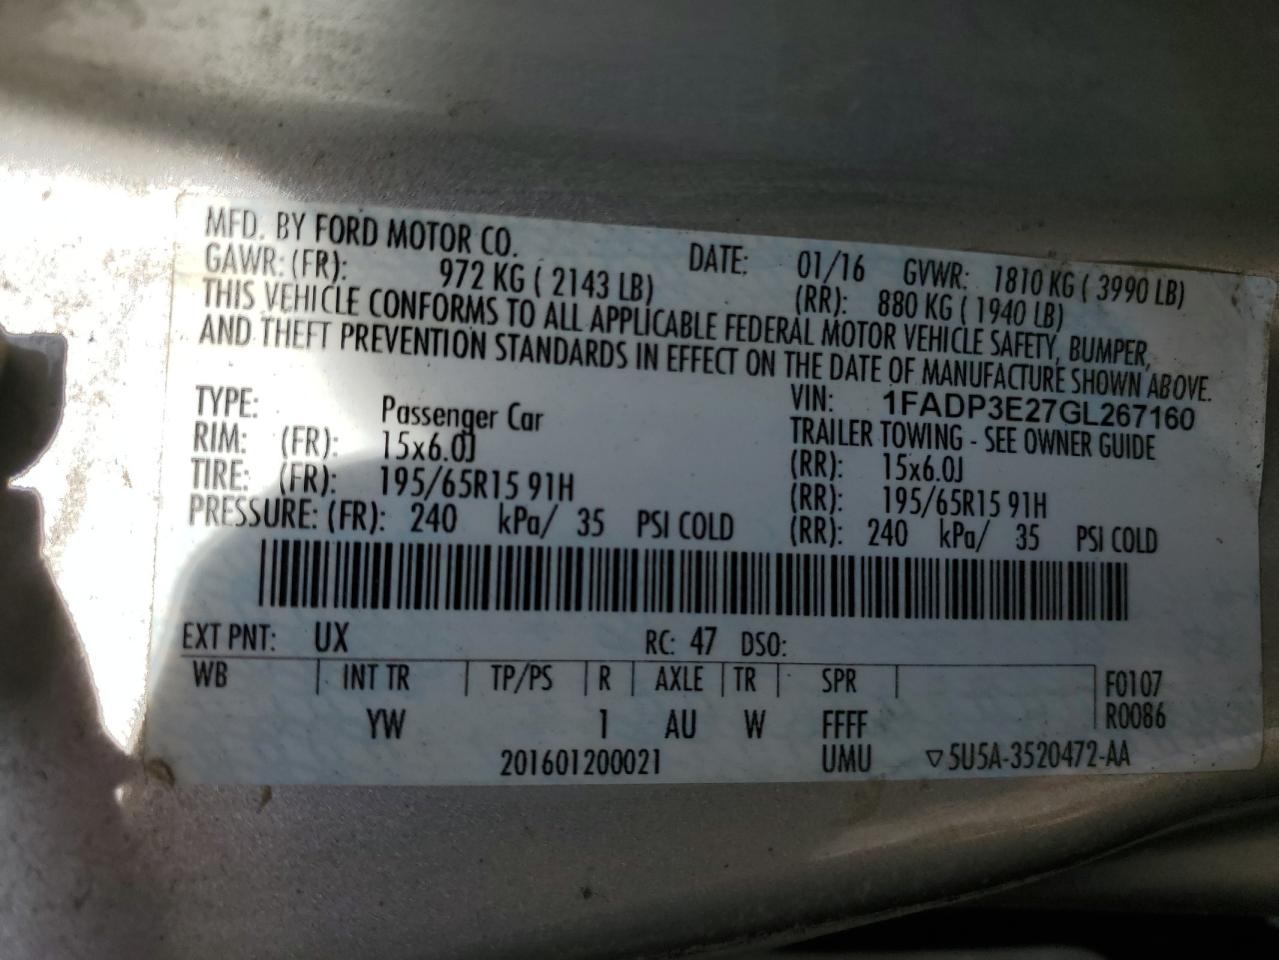 MFD. BY FORD MOTOR CO. DATE: 01/16 GVWR: 1810 KG ( 3990 LB)
GAWR: (FR): 972 KG ( 2143 LB) (RR): 880 KG ( 1940 LB)
THIS VEHICLE CONFORMS TO ALL APPLICABLE FEDERAL MOTOR VEHICLE SAFETY, BUMPER,
AND THEFT PREVENTION STANDARDS IN EFFECT ON THE DATE OF MANUFACTURE SHOWN ABOVE.
TYPE: Passenger Car VIN: 1FADP3E27GL267160
TRAILER TOWING - SEE OWNER GUIDE
RIM: (FR): 15x6.0J (RR): 15x6.0J
TIRE: (FR): 195/65R15 91H (RR): 195/65R15 91H
PRESSURE: (FR): 240 kPa/ 35 PSI COLD (RR): 240 kPa/ 35 PSI COLD
EXT PNT: UX RC: 47 DSO:
WB INT TR TP/PS R AXLE TR SPR F0107
YW 1 AU W FFFF R0086
201601200021 UMU ▽5U5A-3520472-AA